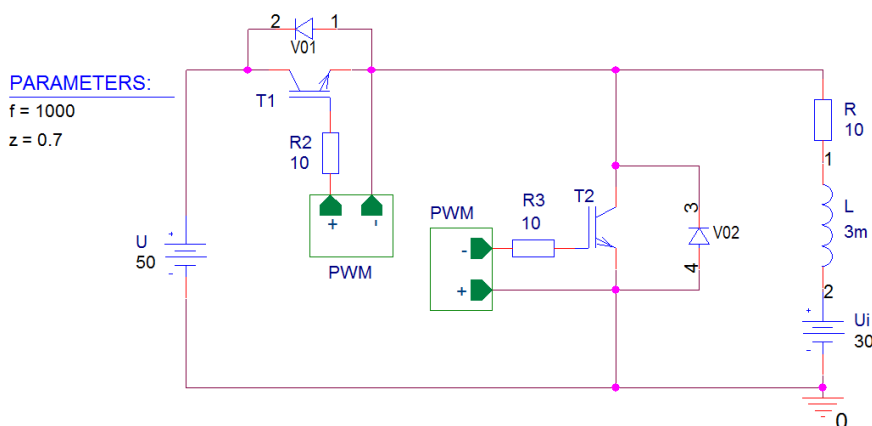 PARAMETERS:
f = 1000
z = 0.7
2
1
V01
T1
R2
10
+
-
PWM
U
50
+
-
PWM
-
+
R3
10
T2
3
4
V02
R
10
1
L
3m
2
+
-
Ui
30
0